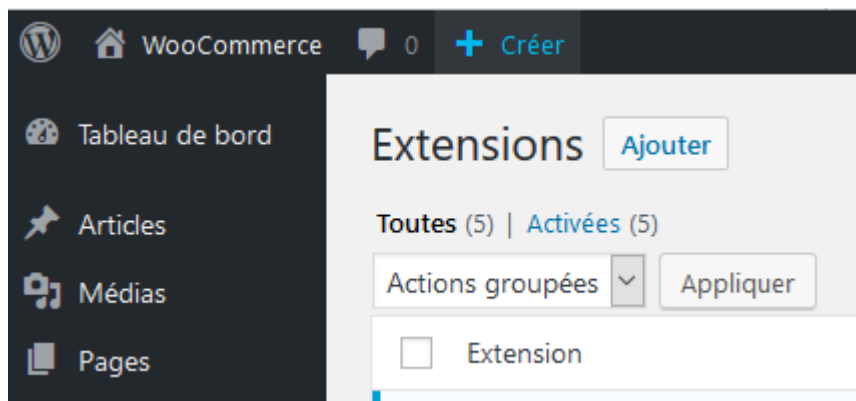 WooCommerce 0 + Créer
Tableau de bord
Extensions Ajouter
Articles
Toutes (5) | Activées (5)
Médias
Actions groupées Appliquer
Pages
Extension